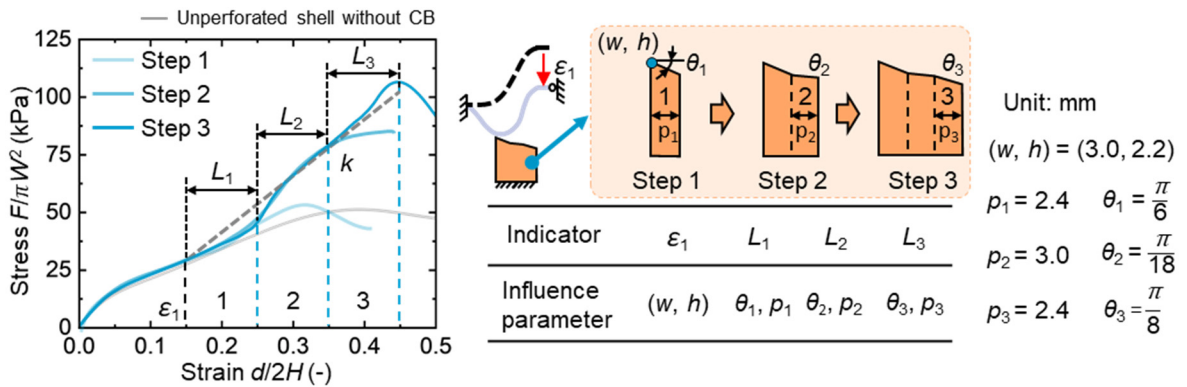 Unperforated shell without CB
Stress F/πW² (kPa)
125
100
75
50
25
0
Step 1
Step 2
Step 3
L₁
L₂
L₃
k
ε₁
1
2
3
0.0
0.1
0.2
0.3
0.4
0.5
Strain d/2H (-)
ε₁
(w, h)
θ₁
1
p₁
Step 1
θ₂
2
p₂
Step 2
θ₃
3
p₃
Step 3
Indicator ε₁ L₁ L₂ L₃
Influence
parameter (w, h) θ₁, p₁ θ₂, p₂ θ₃, p₃
Unit: mm
(w, h) = (3.0, 2.2)
p₁ = 2.4 θ₁ = π/6
p₂ = 3.0 θ₂ = π/18
p₃ = 2.4 θ₃ = π/8